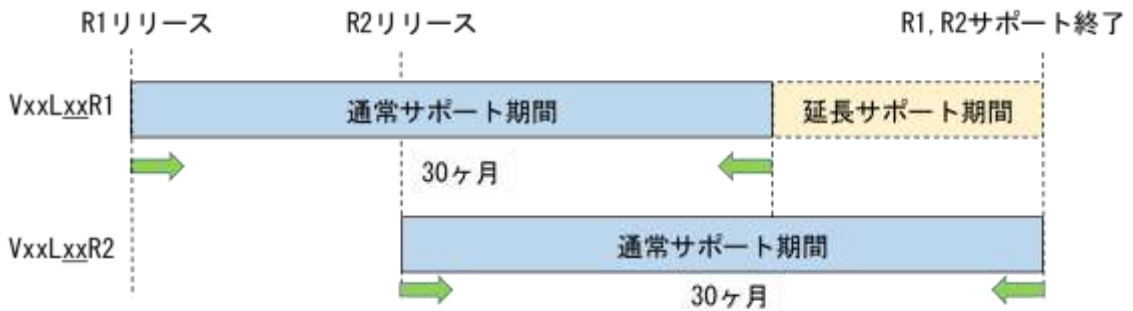 R1リリース R2リリース R1,R2サポート終了
VxxLxxR1 通常サポート期間 延長サポート期間
30ヶ月
VxxLxxR2 通常サポート期間
30ヶ月